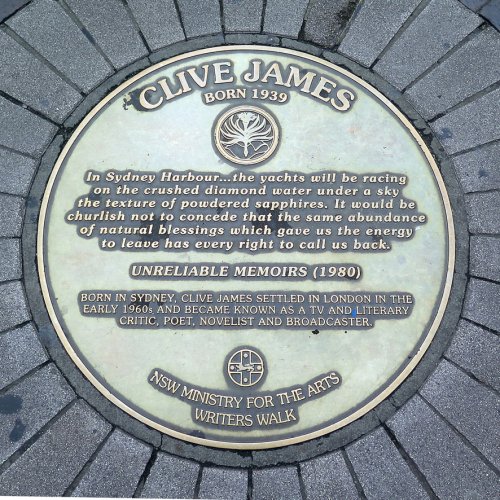 CLIVE JAMES
BORN 1939
In Sydney Harbour...the yachts will be racing
on the crushed diamond water under a sky
the texture of powdered sapphires. It would be
churlish not to concede that the same abundance
of natural blessings which gave us the energy
to leave has every right to call us back.
UNRELIABLE MEMOIRS (1980)
BORN IN SYDNEY, CLIVE JAMES SETTLED IN LONDON IN THE
EARLY 1960s AND BECAME KNOWN AS A TV AND LITERARY
CRITIC, POET, NOVELIST AND BROADCASTER.
NSW MINISTRY FOR THE ARTS
WRITERS WALK